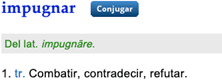 impugnar Conjugar
Del lat. impugnāre.
1. tr. Combatir, contradecir, refutar.